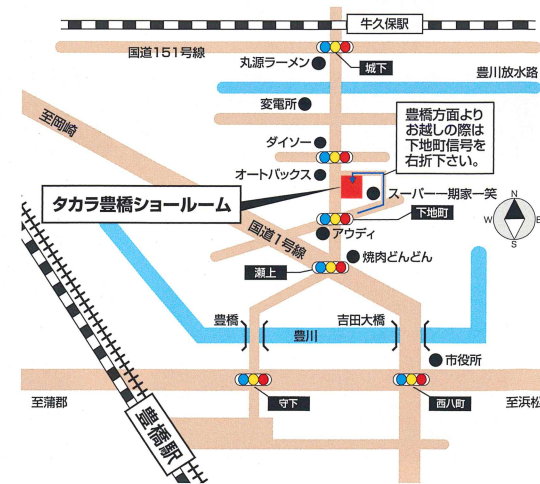 牛久保駅
国道151号線
城下
丸源ラーメン
豊川放水路
変電所
至岡崎
豊橋方面より
お越しの際は
下地町信号を
右折下さい。
ダイソー
オートバックス
スーパー一期家一笑
タカラ豊橋ショールーム
下地町
アウディ
国道1号線
焼肉どんどん
瀬上
N
W
E
S
豊橋
豊川
吉田大橋
市役所
守下
西八町
至蒲郡
至浜松
豊橋駅